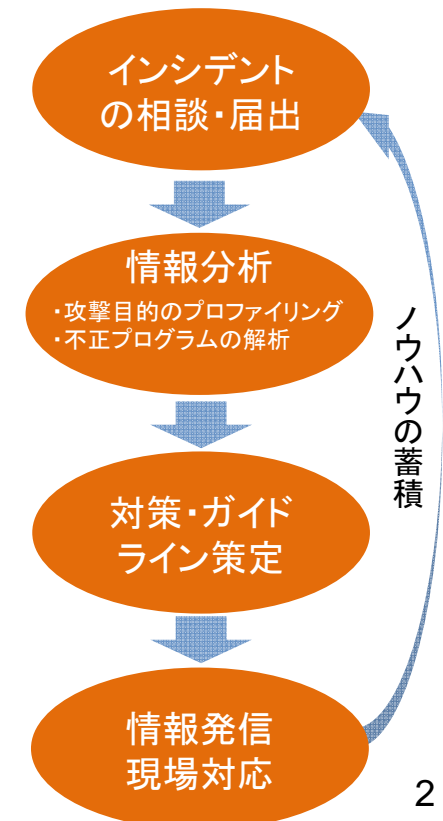 インシデント
の相談・届出
情報分析
・攻撃目的のプロファイリング
・不正プログラムの解析
ノウハウの蓄積
対策・ガイド
ライン策定
情報発信
現場対応
2